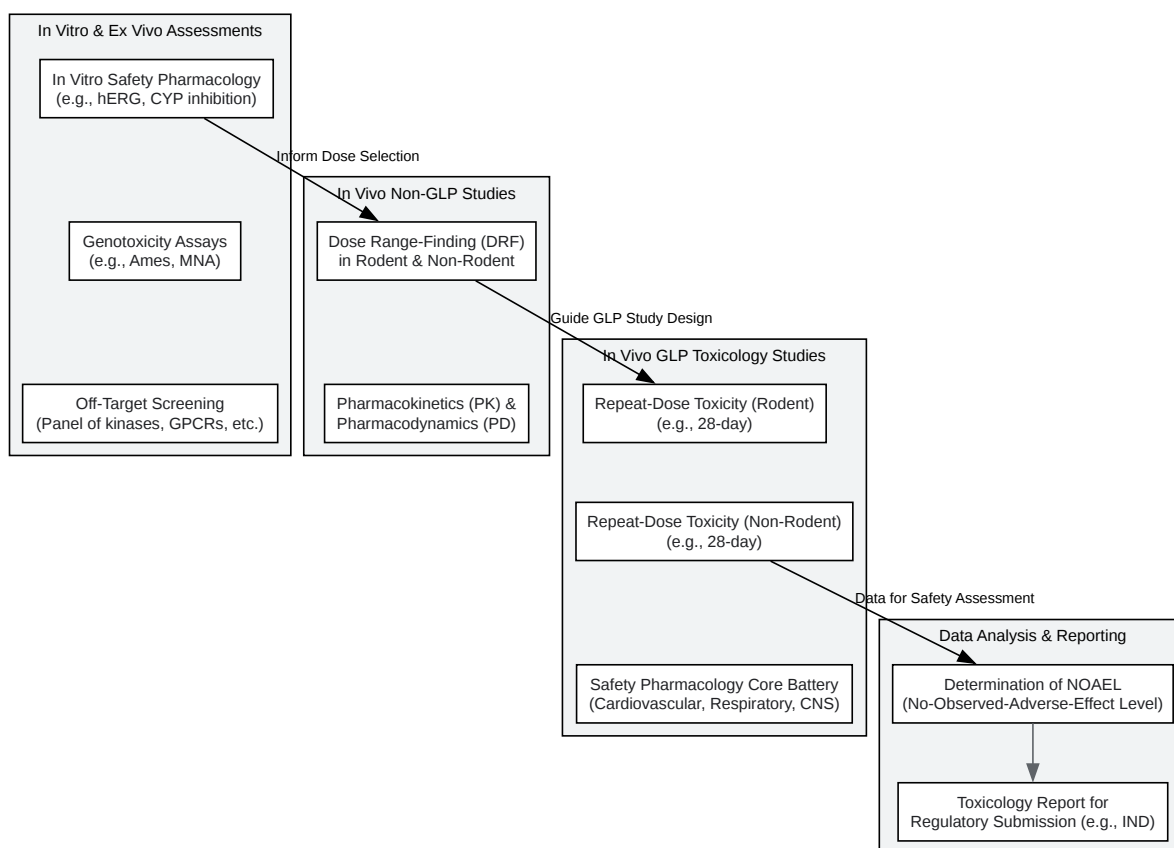 In Vitro & Ex Vivo Assessments
In Vitro Safety Pharmacology
(e.g., hERG, CYP inhibition)
Genotoxicity Assays
(e.g., Ames, MNA)
Off-Target Screening
(Panel of kinases, GPCRs, etc.)
Inform Dose Selection
In Vivo Non-GLP Studies
Dose Range-Finding (DRF)
in Rodent & Non-Rodent
Pharmacokinetics (PK) &
Pharmacodynamics (PD)
Guide GLP Study Design
In Vivo GLP Toxicology Studies
Repeat-Dose Toxicity (Rodent)
(e.g., 28-day)
Repeat-Dose Toxicity (Non-Rodent)
(e.g., 28-day)
Safety Pharmacology Core Battery
(Cardiovascular, Respiratory, CNS)
Data for Safety Assessment
Data Analysis & Reporting
Determination of NOAEL
(No-Observed-Adverse-Effect Level)
Toxicology Report for
Regulatory Submission (e.g., IND)